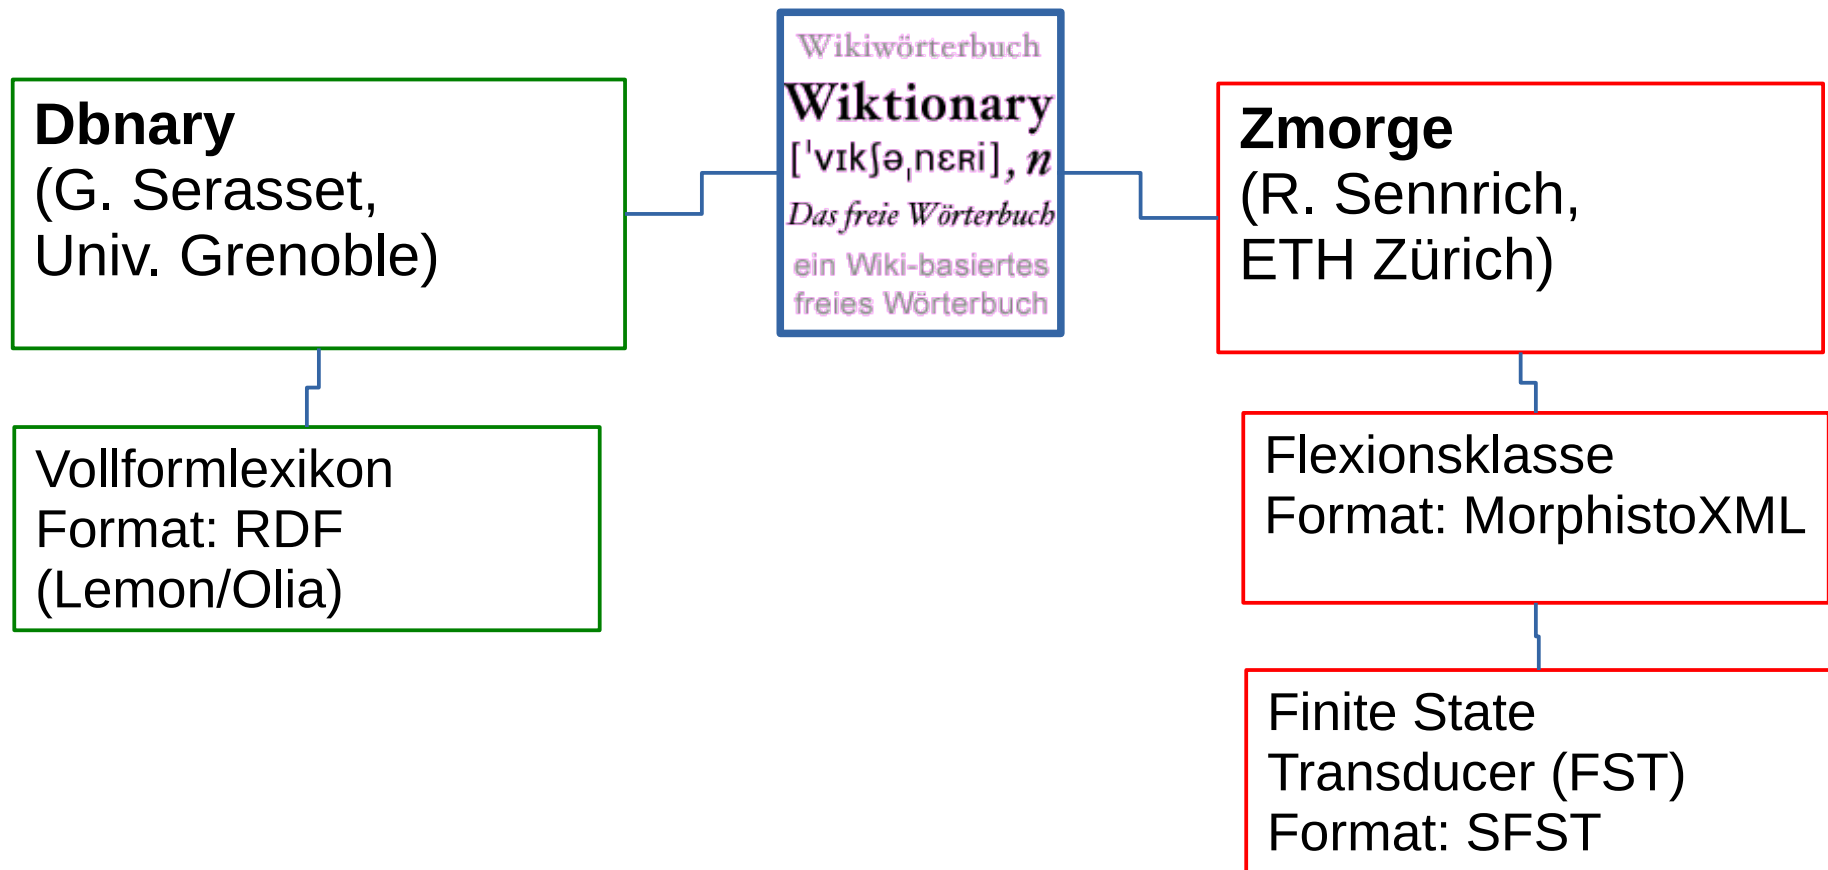 Wikiwörterbuch
Wiktionary
[ˈvɪkʃəˌnɛʀi], n
Das freie Wörterbuch
ein Wiki-basiertes
freies Wörterbuch
Dbnary
(G. Serasset,
Univ. Grenoble)
Vollformlexikon
Format: RDF
(Lemon/Olia)
Zmorge
(R. Sennrich,
ETH Zürich)
Flexionsklasse
Format: MorphistoXML
Finite State
Transducer (FST)
Format: SFST